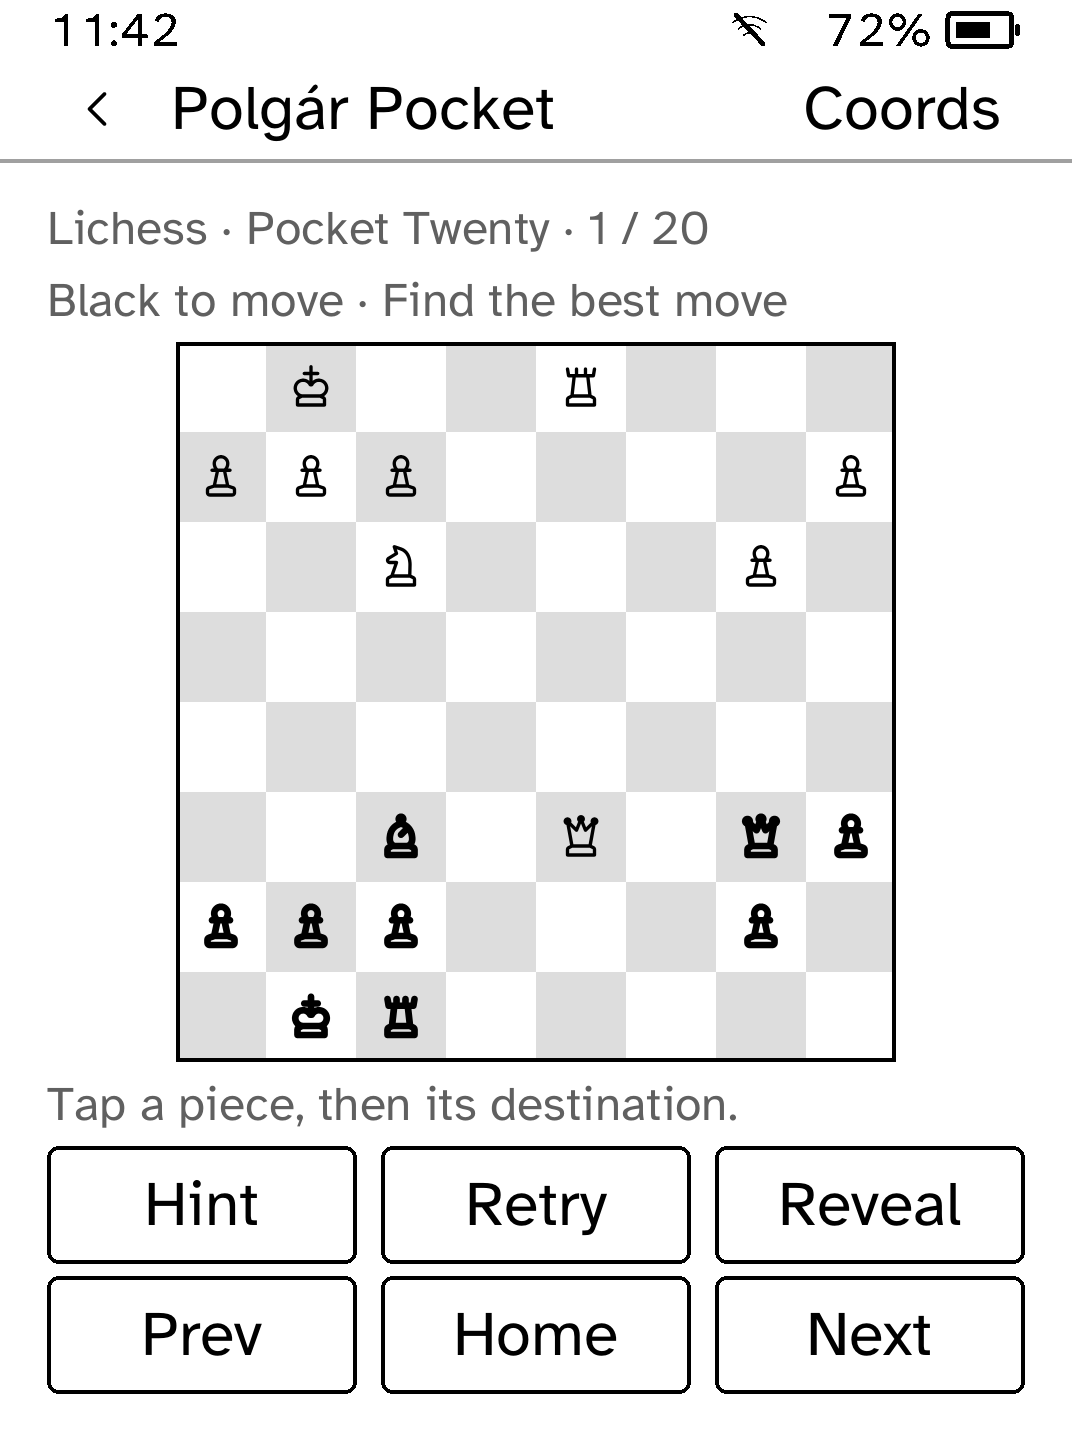 11:42 72%
Polgár Pocket Coords
Lichess · Pocket Twenty · 1 / 20
Black to move · Find the best move
Tap a piece, then its destination.
Hint Retry Reveal
Prev Home Next